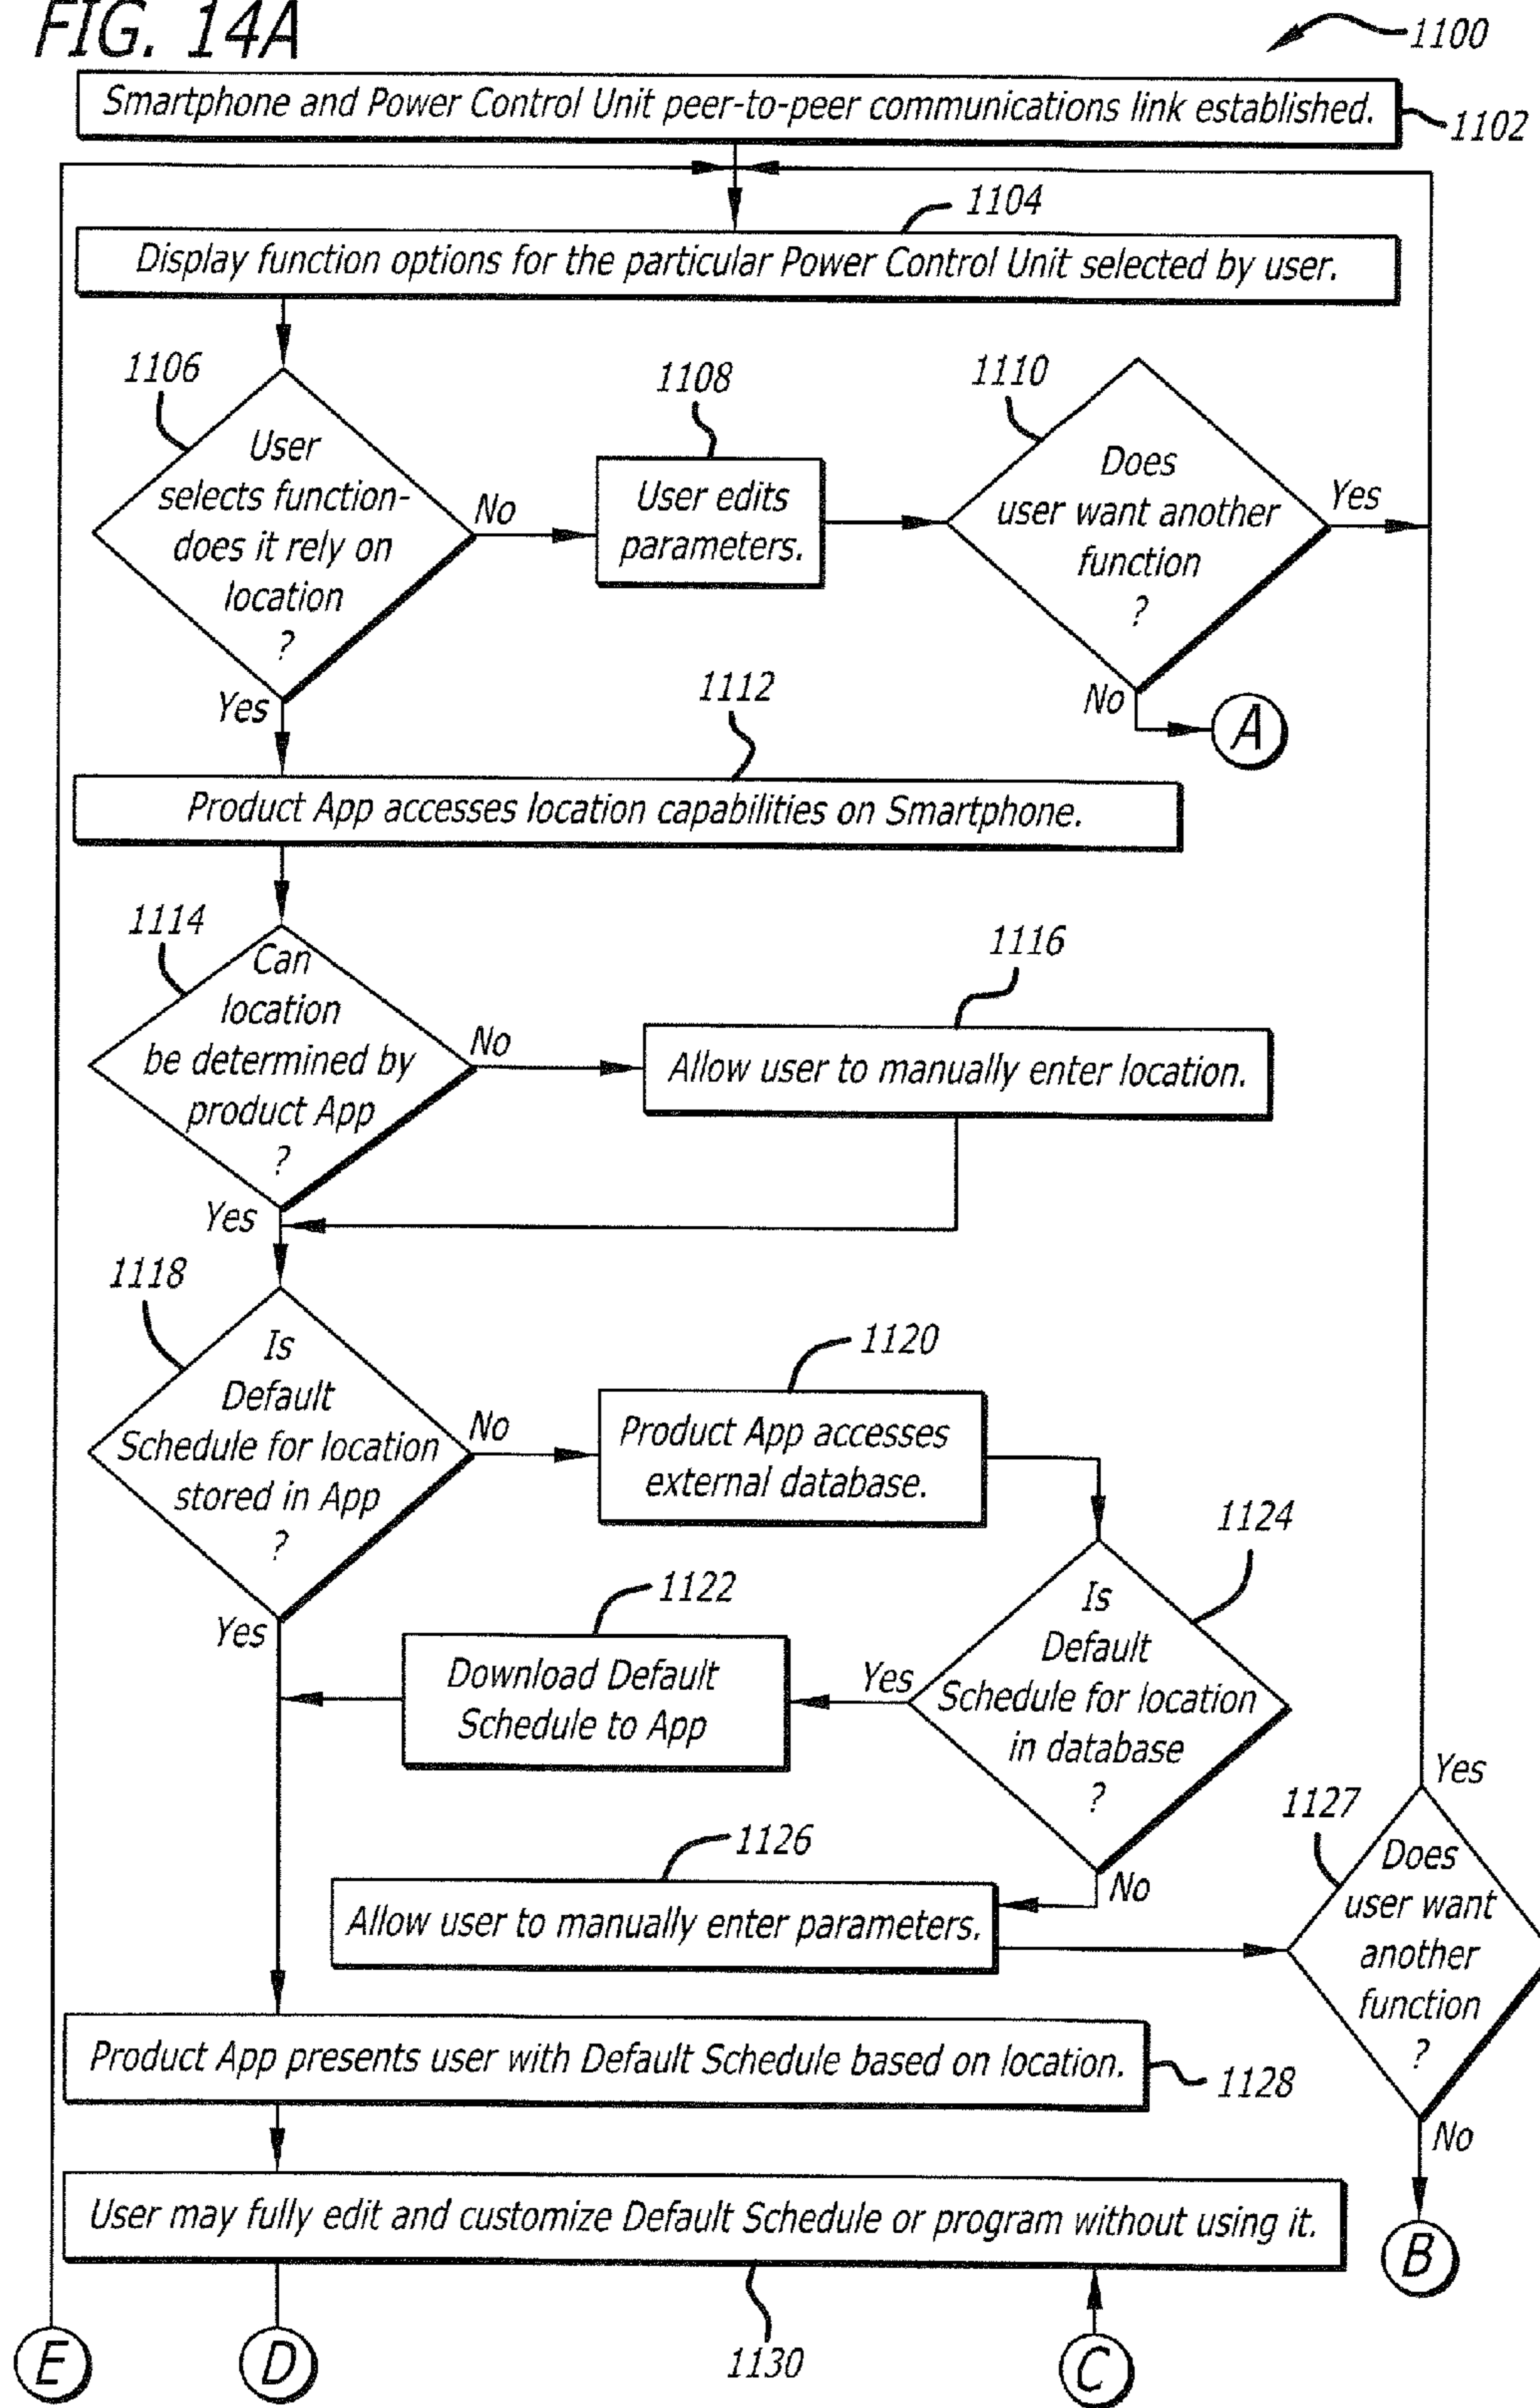 FIG. 14A
1100
Smartphone and Power Control Unit peer-to-peer communications link established.
1102
1104
Display function options for the particular Power Control Unit selected by user.
1106
User
selects function-
does it rely on
location
?
No
Yes
1108
User edits
parameters.
1110
Does
user want another
function
?
Yes
No
A
1112
Product App accesses location capabilities on Smartphone.
1114
Can
location
be determined by
product App
?
No
Yes
1116
Allow user to manually enter location.
1118
Is
Default
Schedule for location
stored in App
?
No
Yes
1120
Product App accesses
external database.
1124
Is
Default
Schedule for location
in database
?
Yes
No
1122
Download Default
Schedule to App
1126
Allow user to manually enter parameters.
1127
Yes
Does
user want
another
function
?
No
B
Product App presents user with Default Schedule based on location.
1128
User may fully edit and customize Default Schedule or program without using it.
1130
E
D
C